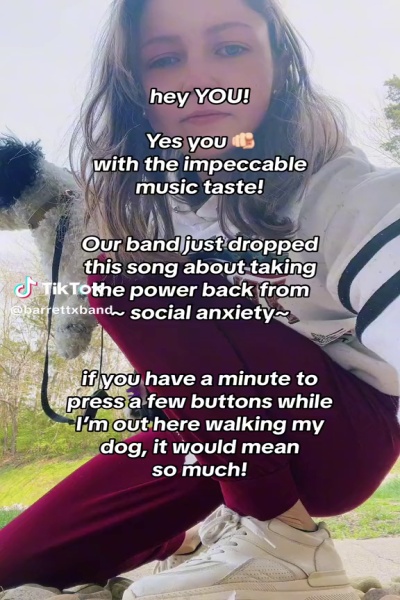 hey YOU!
Yes you 🫵🏻
with the impeccable
music taste!
Our band just dropped
this song about taking
the power back from
~ social anxiety~
TikTok
@barrettxband
if you have a minute to
press a few buttons while
I'm out here walking my
dog, it would mean
so much!